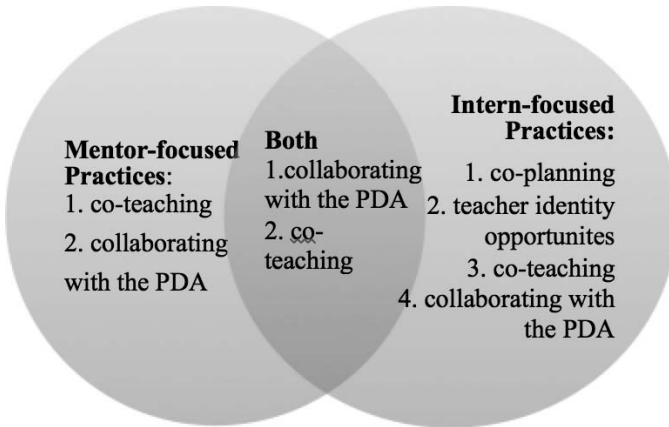 Mentor-focused
Practices:
1. co-teaching
2. collaborating
with the PDA
Both
1.collaborating
with the PDA
2. co-
teaching
Intern-focused
Practices:
1. co-planning
2. teacher identity
opportunites
3. co-teaching
4. collaborating with
the PDA